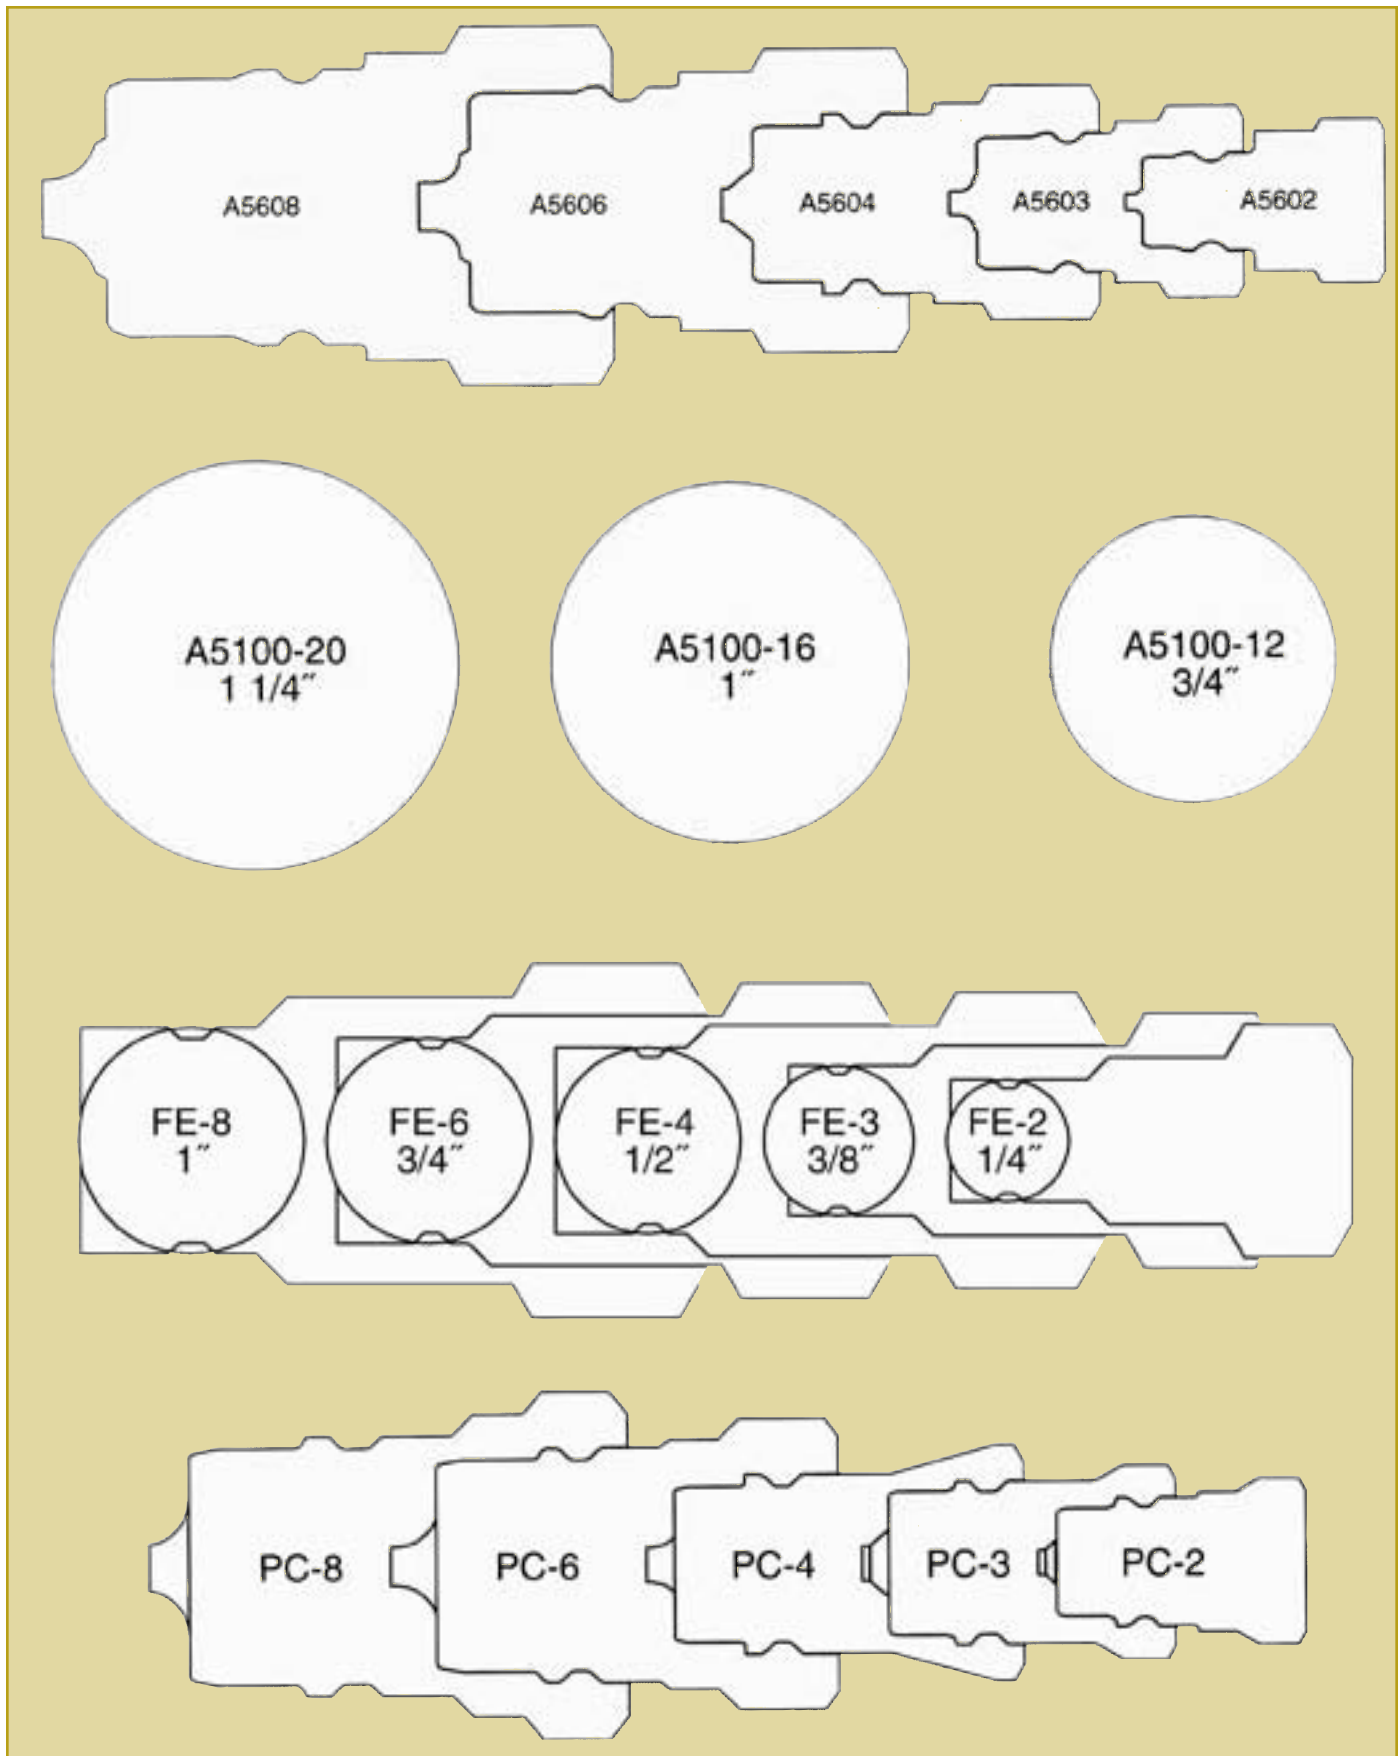 A5608
A5606
A5604
A5603
A5602
A5100-20
1 1/4″
A5100-16
1″
A5100-12
3/4″
FE-8
1″
FE-6
3/4″
FE-4
1/2″
FE-3
3/8″
FE-2
1/4″
PC-8
PC-6
PC-4
PC-3
PC-2